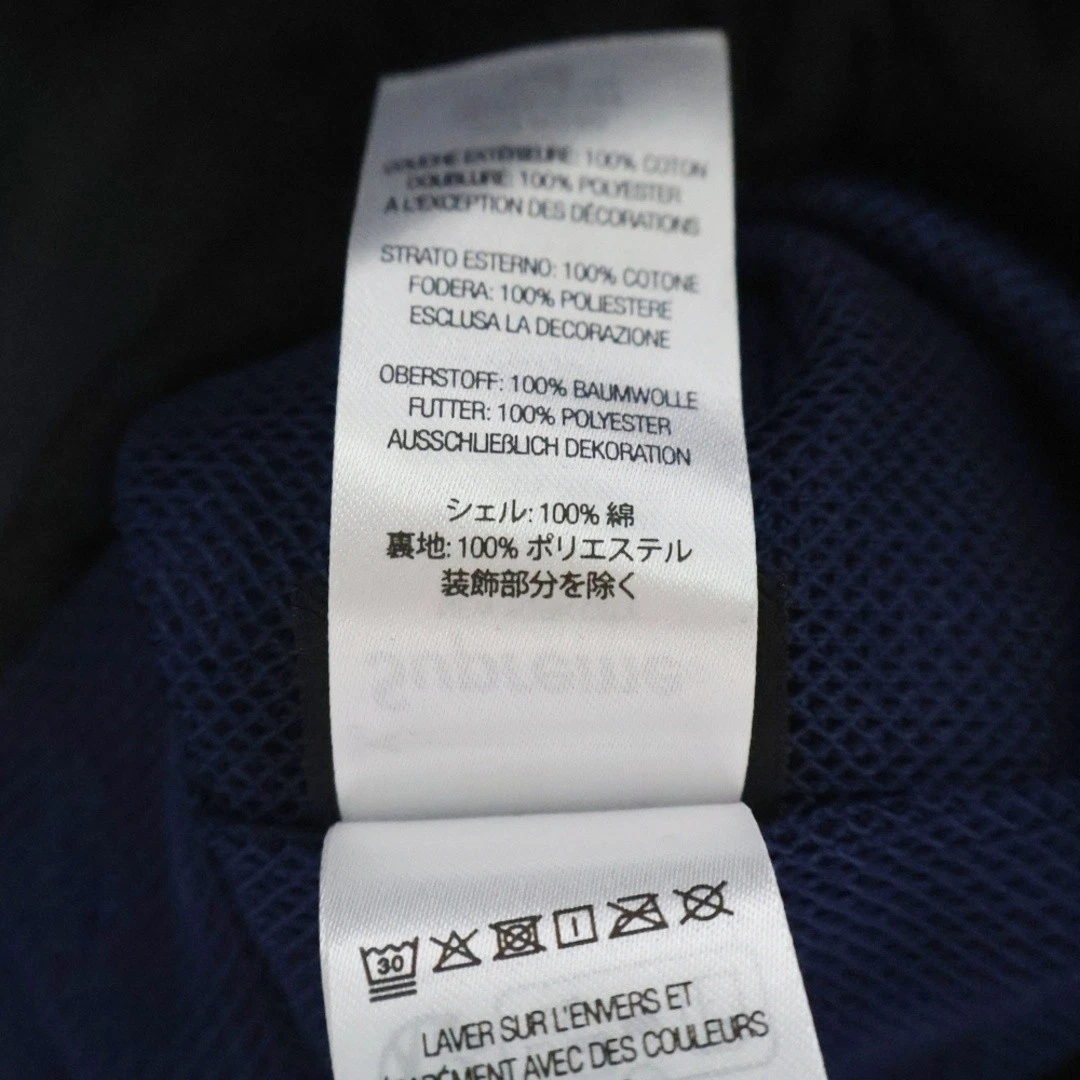 COUCHE EXTÉRIEURE: 100% COTON
DOUBLURE: 100% POLYESTER
A L'EXCEPTION DES DÉCORATIONS
STRATO ESTERNO: 100% COTONE
FODERA: 100% POLIESTERE
ESCLUSA LA DECORAZIONE
OBERSTOFF: 100% BAUMWOLLE
FUTTER: 100% POLYESTER
AUSSCHLIEßLICH DEKORATION
シェル: 100% 綿
裏地: 100% ポリエステル
装飾部分を除く
Supreme
30
LAVER SUR L'ENVERS ET
AVEC DES COULEURS